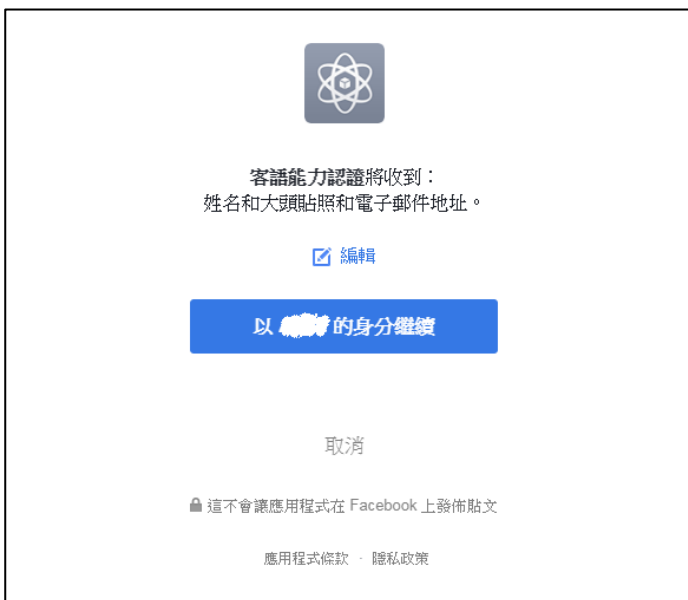 客語能力認證將收到：
姓名和大頭貼照和電子郵件地址。
編輯
以 的身分繼續
取消
這不會讓應用程式在 Facebook 上發佈貼文
應用程式條款 · 隱私政策